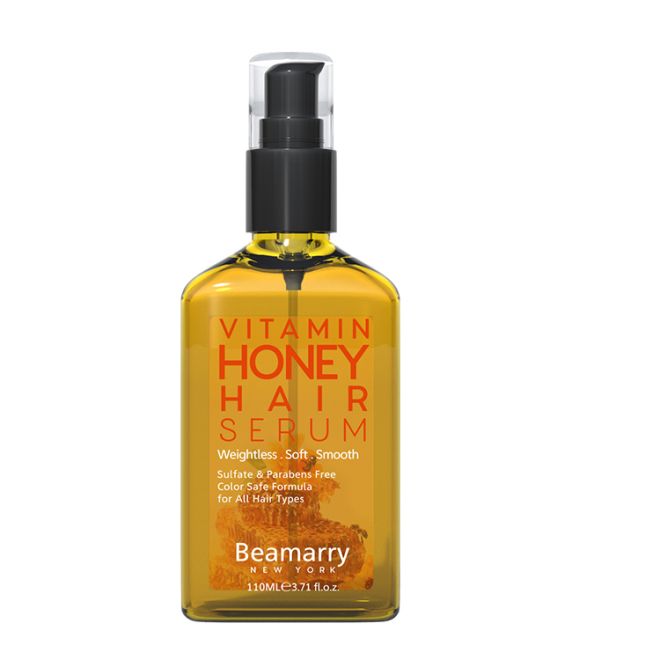 VITAMIN
HONEY
HAIR
SERUM
Weightless . Soft . Smooth
Sulfate & Parabens Free
Color Safe Formula
for All Hair Types
Beamarry
NEW YORK
110ML℮3.71 fl.o.z.